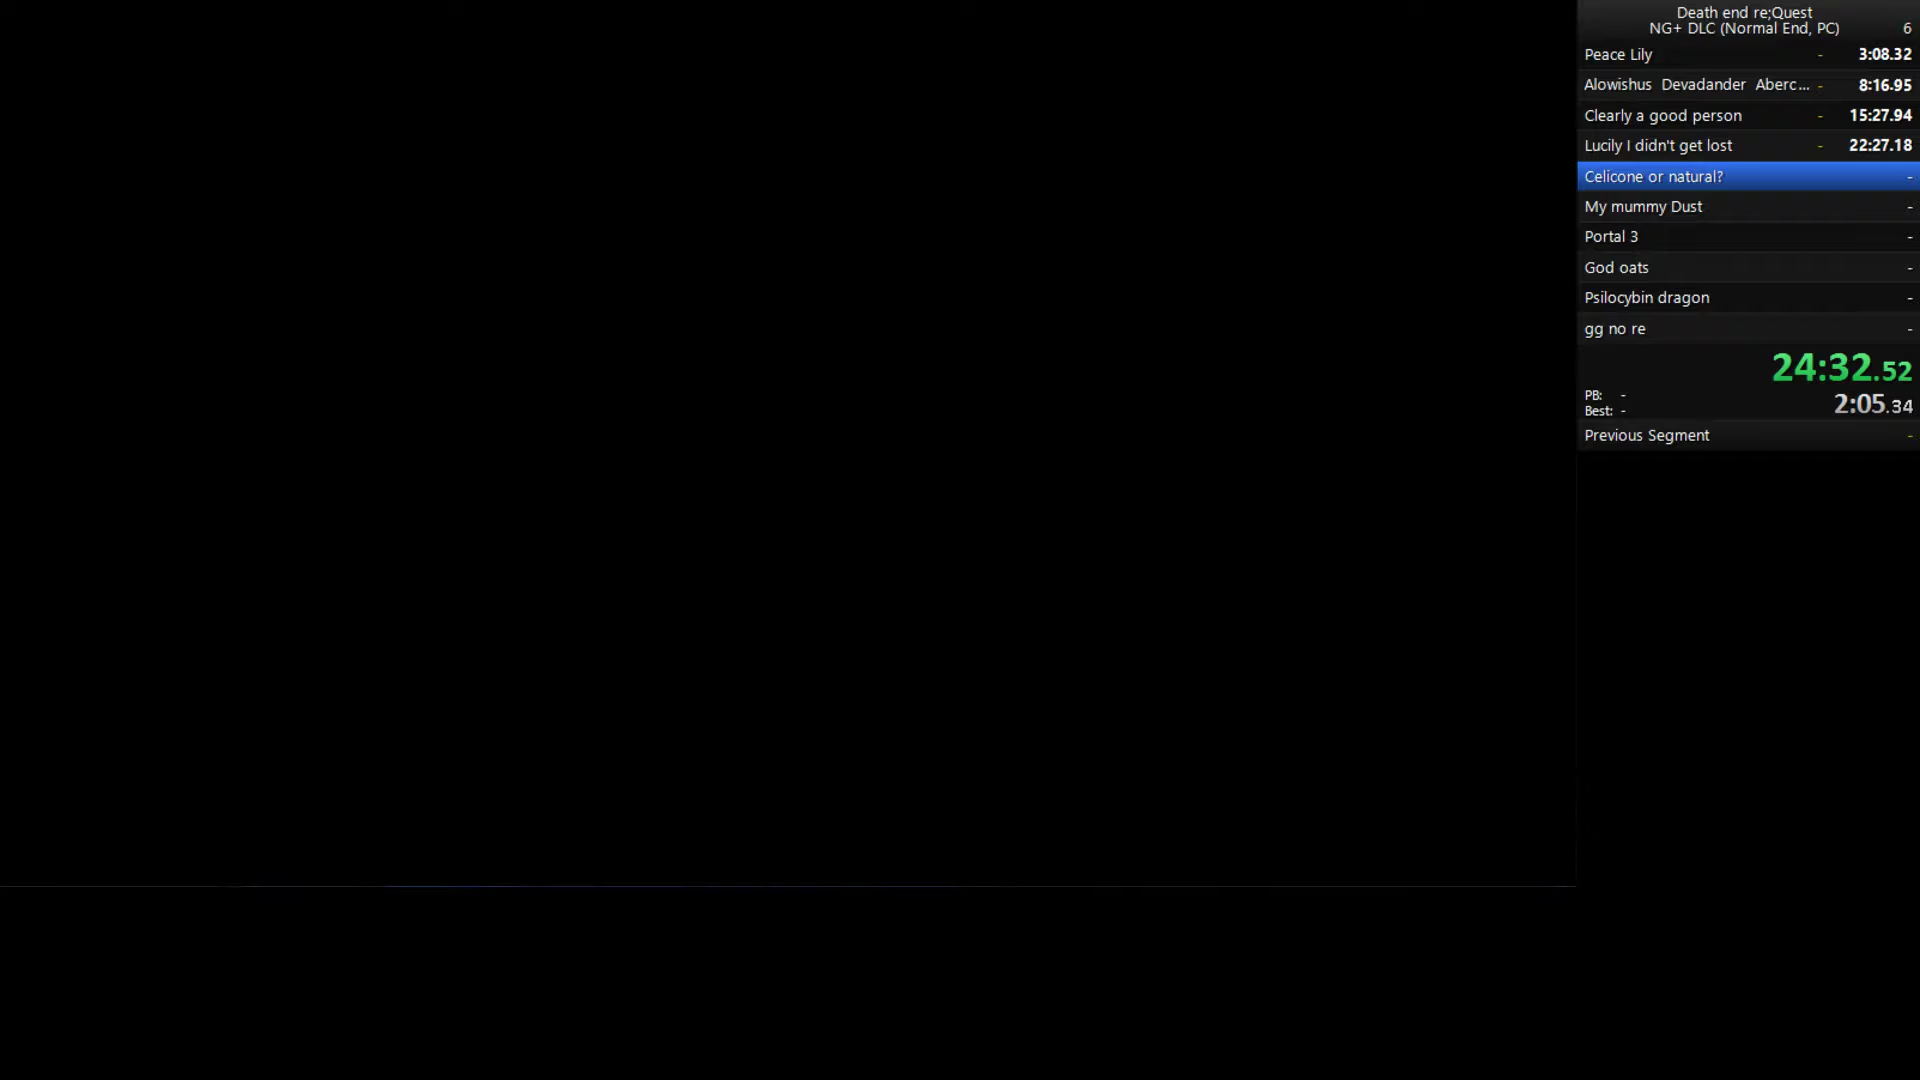 Death end re;Quest
NG+ DLC (Normal End, PC) 6
Peace Lily - 3:08.32
Alowishus Devadander Aberc... - 8:16.95
Clearly a good person - 15:27.94
Lucily I didn't get lost - 22:27.18
Celicone or natural? -
My mummy Dust -
Portal 3 -
God oats -
Psilocybin dragon -
gg no re -
24:32.52
PB: -
Best: -
2:05.34
Previous Segment -